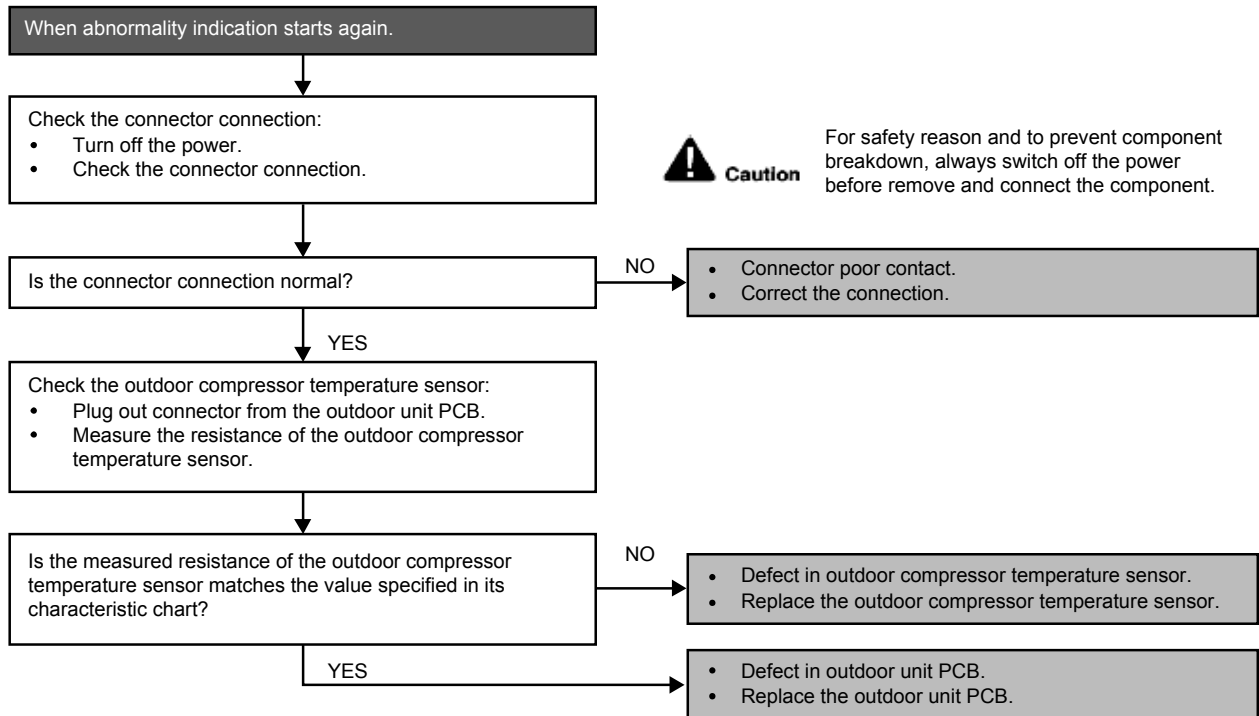 When abnormality indication starts again.
Check the connector connection:
• Turn off the power.
• Check the connector connection.
Caution
For safety reason and to prevent component
breakdown, always switch off the power
before remove and connect the component.
Is the connector connection normal?
NO
• Connector poor contact.
• Correct the connection.
YES
Check the outdoor compressor temperature sensor:
• Plug out connector from the outdoor unit PCB.
• Measure the resistance of the outdoor compressor
temperature sensor.
Is the measured resistance of the outdoor compressor
temperature sensor matches the value specified in its
characteristic chart?
NO
• Defect in outdoor compressor temperature sensor.
• Replace the outdoor compressor temperature sensor.
YES
• Defect in outdoor unit PCB.
• Replace the outdoor unit PCB.